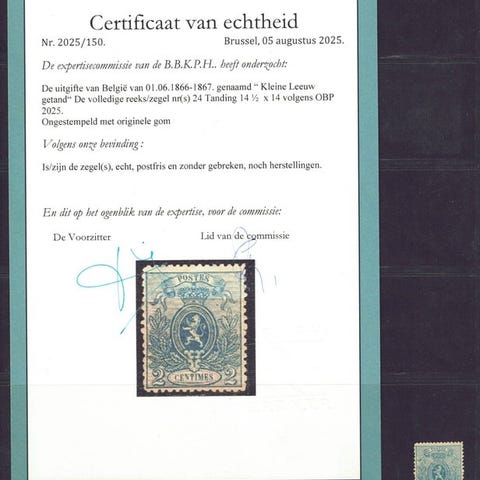 Certificaat van echtheid
Nr. 2025/150. Brussel, 05 augustus 2025.
De expertisecommissie van de B.B.K.P.H.. heeft onderzocht:
De uitgifte van België van 01.06.1866-1867. genaamd “ Kleine Leeuw
getand“ De volledige reeks/zegel nr(s) 24 Tanding 14 ½ x 14 volgens OBP
2025.
Ongestempeld met originele gom
Volgens onze bevinding :
Is/zijn de zegel(s), echt, postfris en zonder gebreken, noch herstellingen.
En dit op het ogenblik van de expertise, voor de commissie:
De Voorzitter Lid van de commissie
POSTES
2 CENTIMES 2